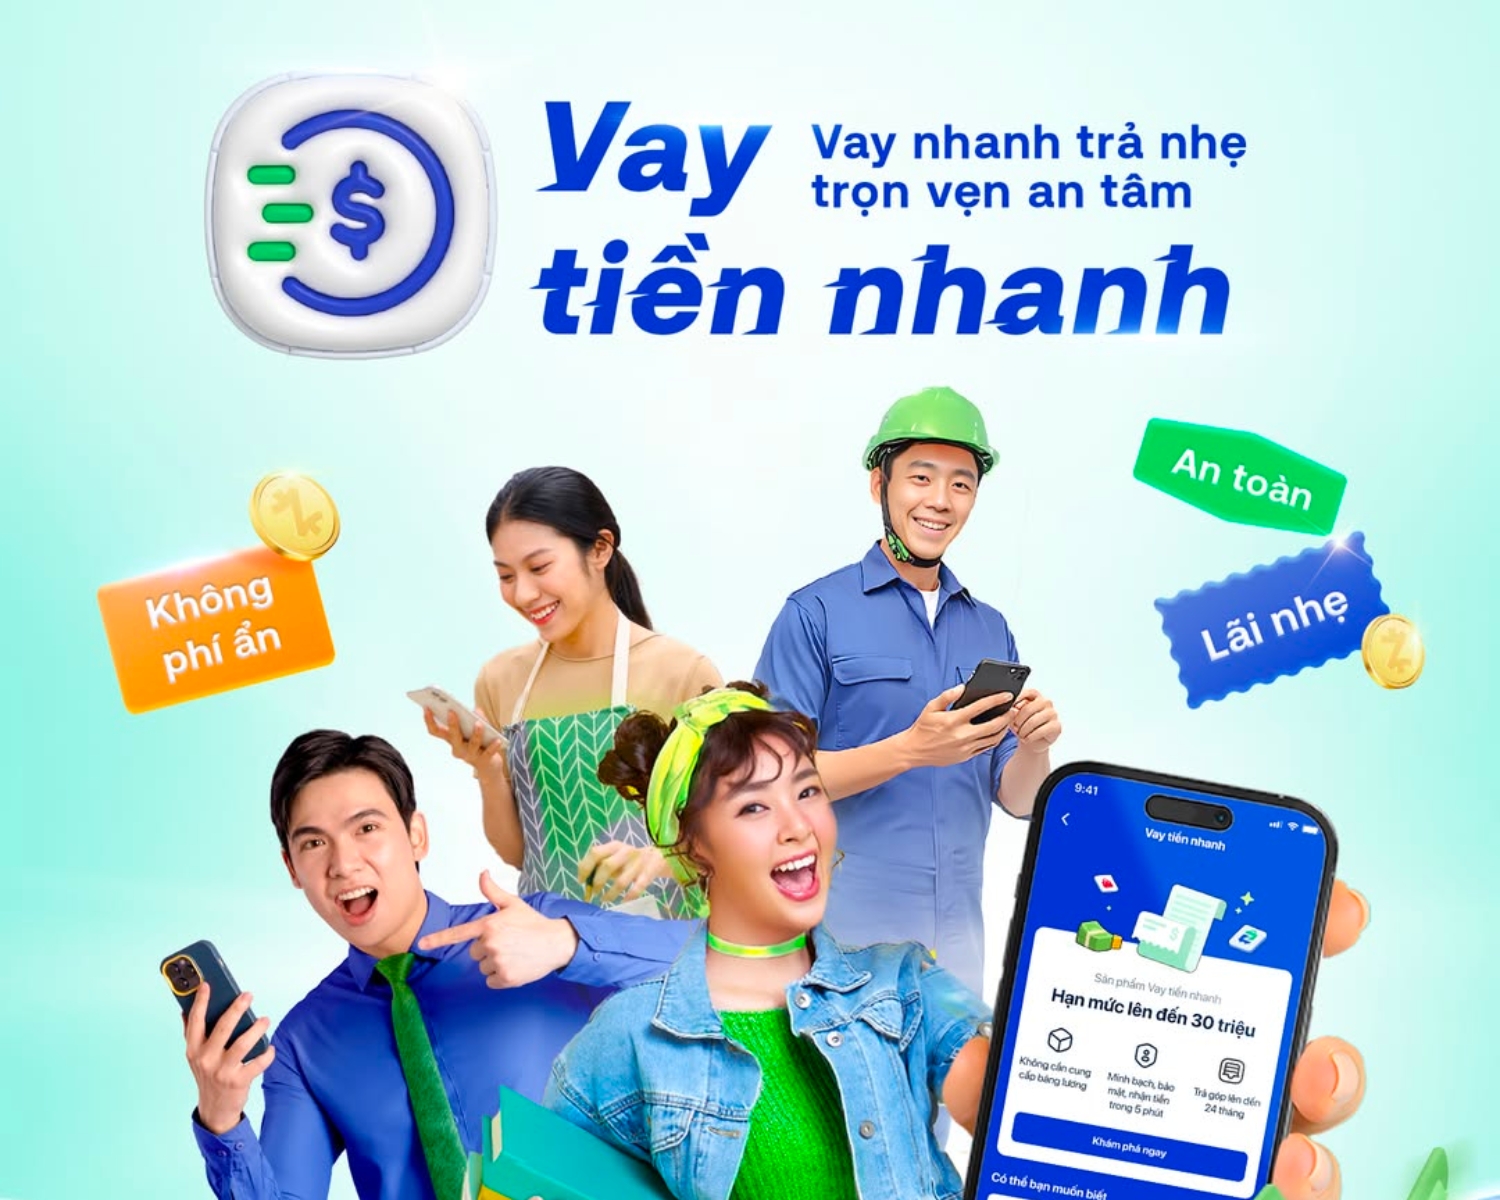 Vay
Vay nhanh trả nhẹ
trọn vẹn an tâm
tiền nhanh
An toàn
Không
phí ẩn
Lãi nhẹ
9:41
Vay tiền nhanh
Sản phẩm Vay tiền nhanh
Hạn mức lên đến 30 triệu
Không cần cung
cấp bảng lương
Minh bạch, bảo
mật, nhận tiền
trong 5 phút
Trả góp lên đến
24 tháng
Khám phá ngay
Có thể bạn muốn biết